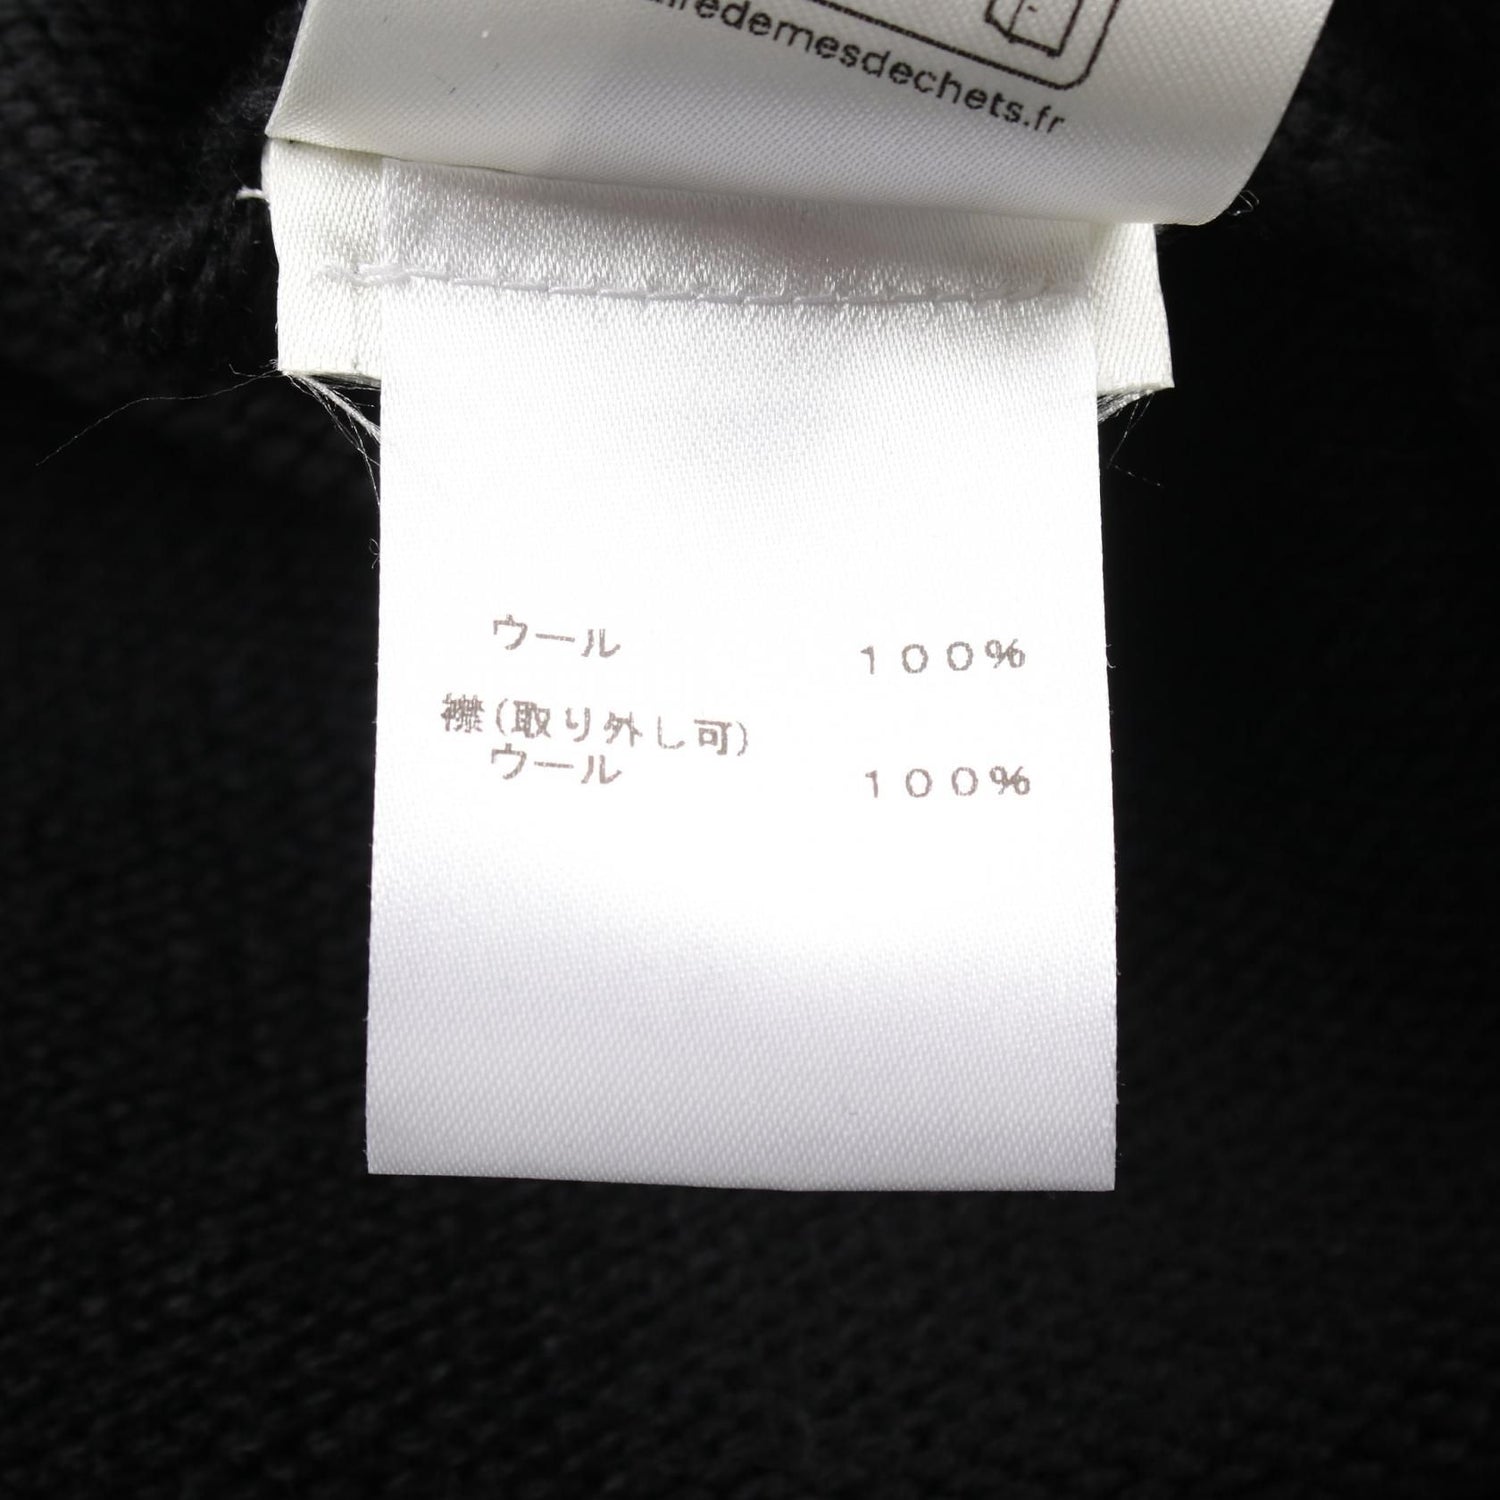 edemesdechets.fr
ウール １００％
襟(取り外し可)
ウール １００％